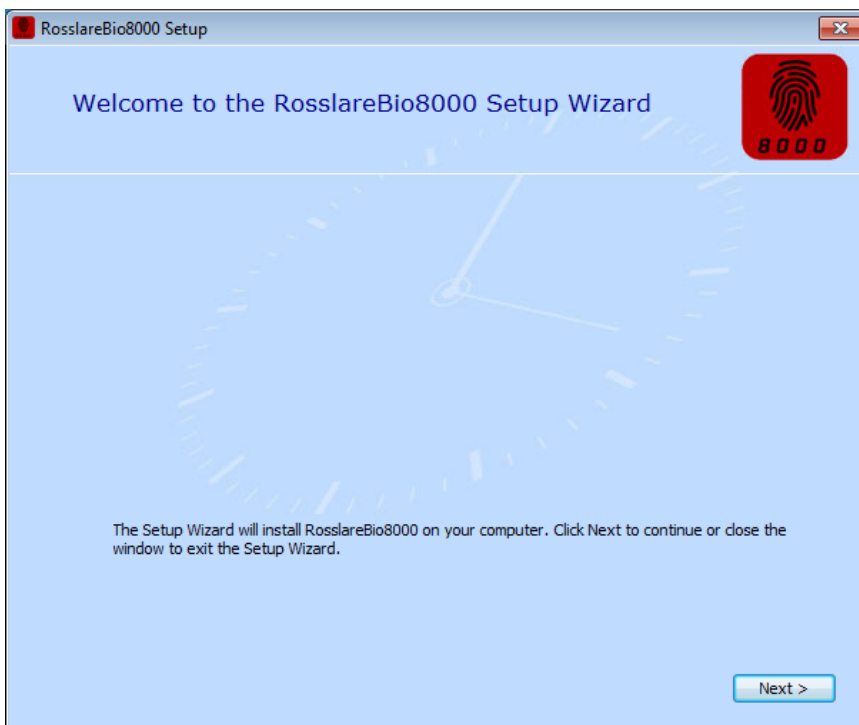 RosslareBio8000 Setup
Welcome to the RosslareBio8000 Setup Wizard
8000
The Setup Wizard will install RosslareBio8000 on your computer. Click Next to continue or close the
window to exit the Setup Wizard.
Next >